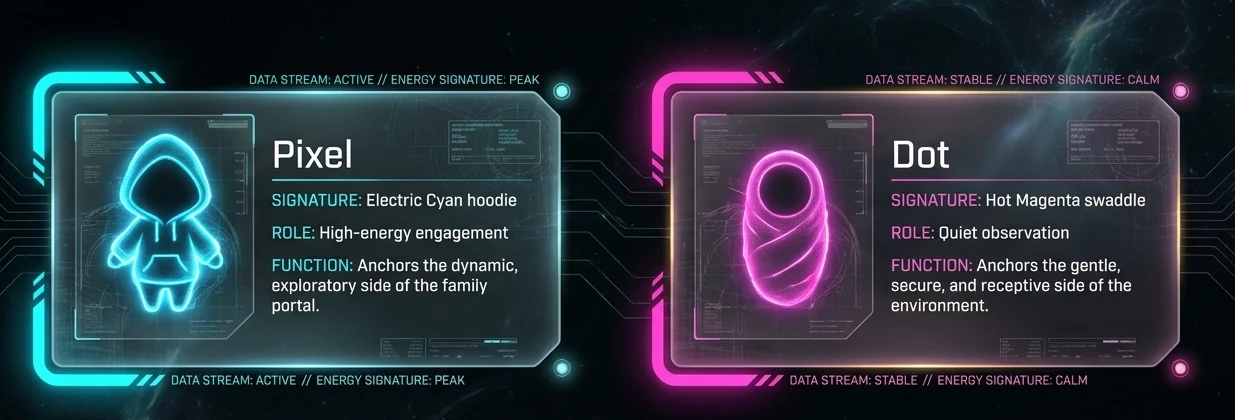 DATA STREAM: ACTIVE // ENERGY SIGNATURE: PEAK
Pixel
SIGNATURE: Electric Cyan hoodie
ROLE: High-energy engagement
FUNCTION: Anchors the dynamic,
exploratory side of the family
portal.
DATA STREAM: ACTIVE // ENERGY SIGNATURE: PEAK
DATA STREAM: STABLE // ENERGY SIGNATURE: CALM
Dot
SIGNATURE: Hot Magenta swaddle
ROLE: Quiet observation
FUNCTION: Anchors the gentle,
secure, and receptive side of the
environment.
DATA STREAM: STABLE // ENERGY SIGNATURE: CALM